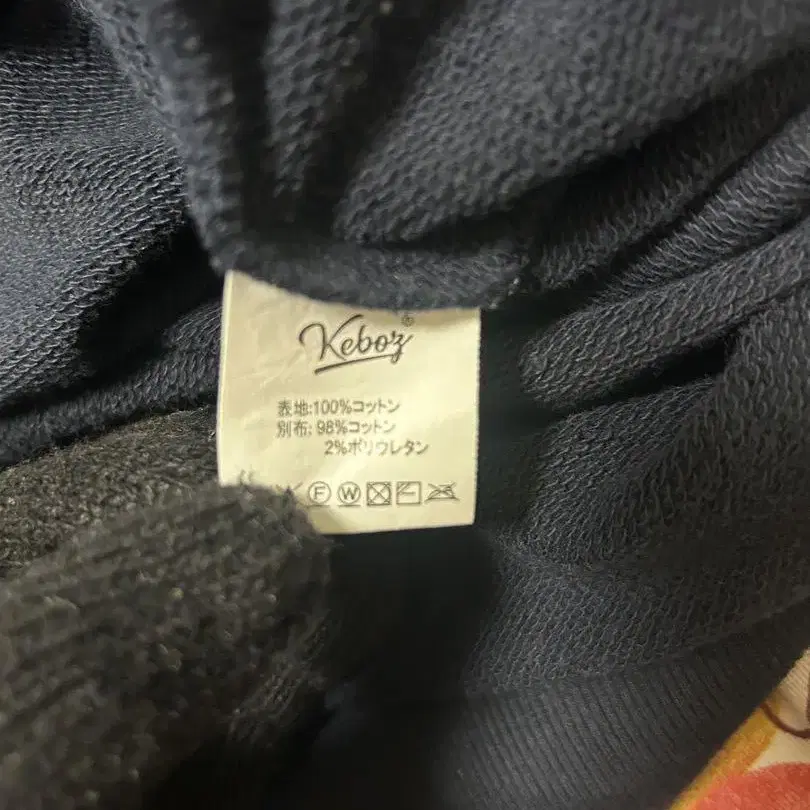 Keboz®
表地:100%コットン
別布:98%コットン
2%ポリウレタン
F W